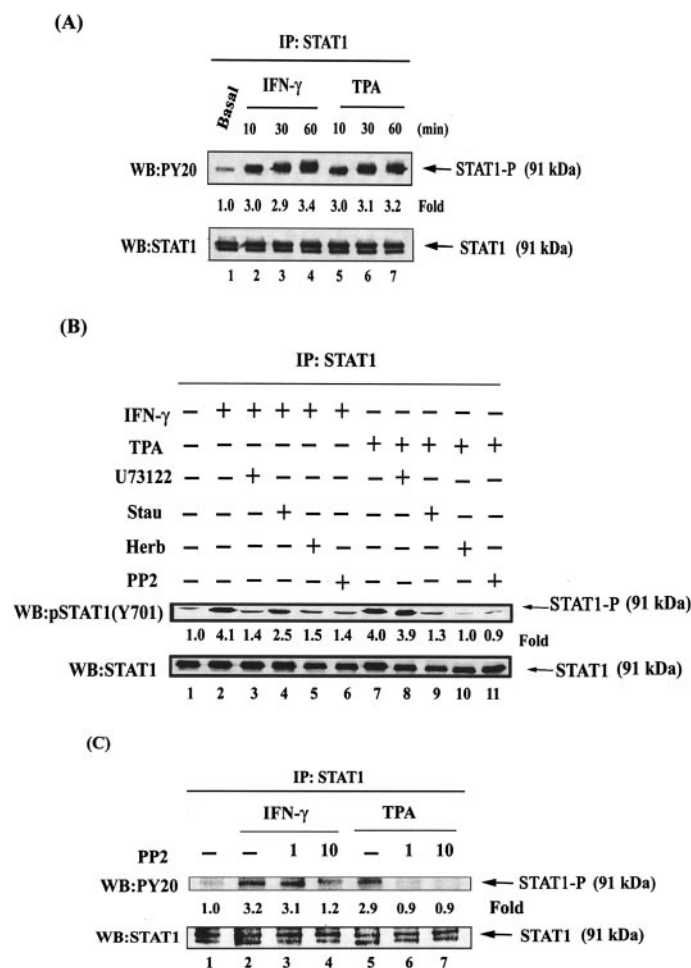 (A)
IP: STAT1
Basal
IFN-γ TPA
10 30 60 10 30 60 (min)
WB:PY20 STAT1-P (91 kDa)
1.0 3.0 2.9 3.4 3.0 3.1 3.2 Fold
WB:STAT1 STAT1 (91 kDa)
1 2 3 4 5 6 7
(B)
IP: STAT1
IFN-γ – + + + + + – – – – –
TPA – – – – – – + + + + +
U73122 – – + – – – – + – – –
Stau – – – + – – – – + – –
Herb – – – – + – – – – + –
PP2 – – – – – + – – – – +
WB:pSTAT1(Y701) STAT1-P (91 kDa)
1.0 4.1 1.4 2.5 1.5 1.4 4.0 3.9 1.3 1.0 0.9 Fold
WB:STAT1 STAT1 (91 kDa)
1 2 3 4 5 6 7 8 9 10 11
(C)
IP: STAT1
IFN-γ TPA
PP2 – – 1 10 – 1 10
WB:PY20 STAT1-P (91 kDa)
1.0 3.2 3.1 1.2 2.9 0.9 0.9 Fold
WB:STAT1 STAT1 (91 kDa)
1 2 3 4 5 6 7